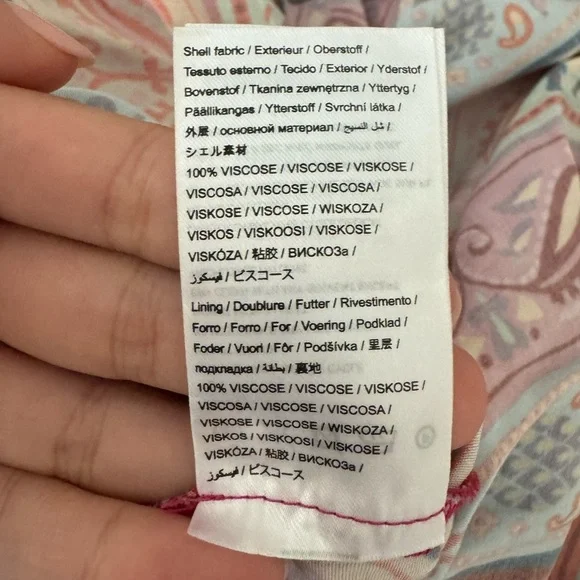 Shell fabric / Exterieur / Oberstoff /
Tessuto esterno / Tecido / Exterior / Yderstof /
Bovenstof / Tkanina zewnętrzna / Yttertyg /
Päällikangas / Ytterstoff / Svrchní látka /
外层 / основной материал / شل النسيج /
シェル素材
100% VISCOSE / VISCOSE / VISKOSE /
VISCOSA / VISCOSE / VISCOSA /
VISKOSE / VISCOSE / WISKOZA /
VISKOS / VISKOOSI / VISKOSE /
VISKÓZA / 粘胶 / ВИСКОЗа /
فيسكوز / ビスコース
Lining / Doublure / Futter / Rivestimento /
Forro / Forro / For / Voering / Podklad /
Foder / Vuori / Fôr / Podšívka / 里层 /
подкладка / بطانة / 裏地
100% VISCOSE / VISCOSE / VISKOSE /
VISCOSA / VISCOSE / VISCOSA /
VISKOSE / VISCOSE / WISKOZA /
VISKOS / VISKOOSI / VISKOSE /
VISKÓZA / 粘胶 / ВИСКОЗа /
فيسكوز / ビスコース